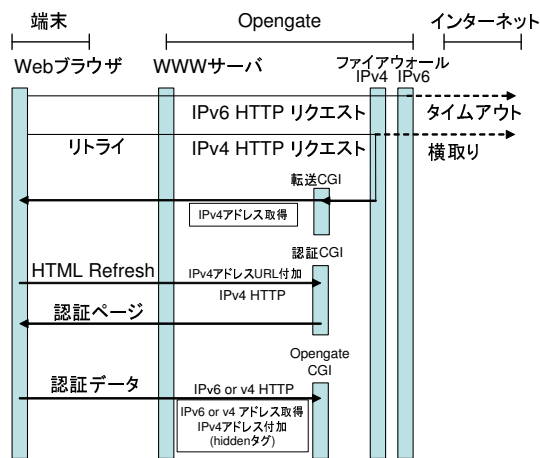 端末
Opengate
インターネット
Webブラウザ
WWWサーバ
ファイアウォール
IPv4 IPv6
IPv6 HTTP リクエスト
タイムアウト
リトライ
IPv4 HTTP リクエスト
横取り
転送CGI
IPv4アドレス取得
認証CGI
HTML Refresh
IPv4アドレスURL付加
IPv4 HTTP
認証ページ
Opengate
CGI
認証データ
IPv6 or v4 HTTP
IPv6 or v4 アドレス取得
IPv4アドレス付加
(hiddenタグ)